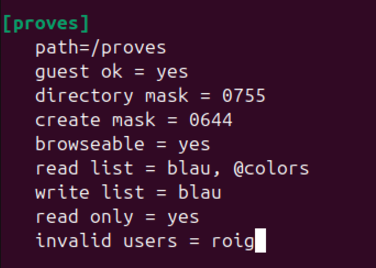 [proves]
path=/proves
guest ok = yes
directory mask = 0755
create mask = 0644
browseable = yes
read list = blau, @colors
write list = blau
read only = yes
invalid users = roig